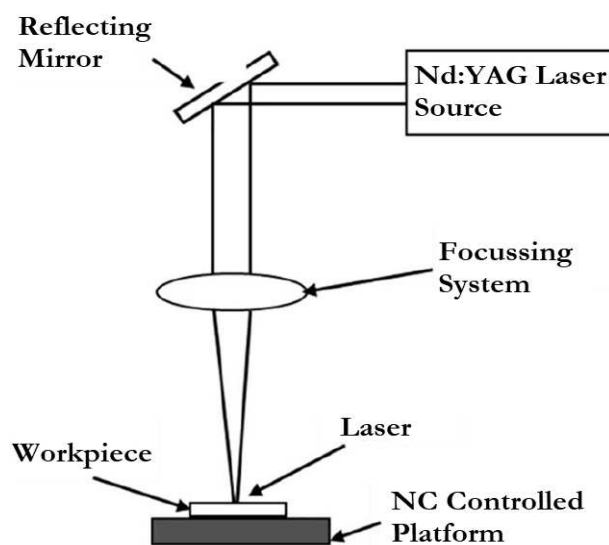 Reflecting
Mirror
Nd:YAG Laser
Source
Focussing
System
Workpiece
Laser
NC Controlled
Platform